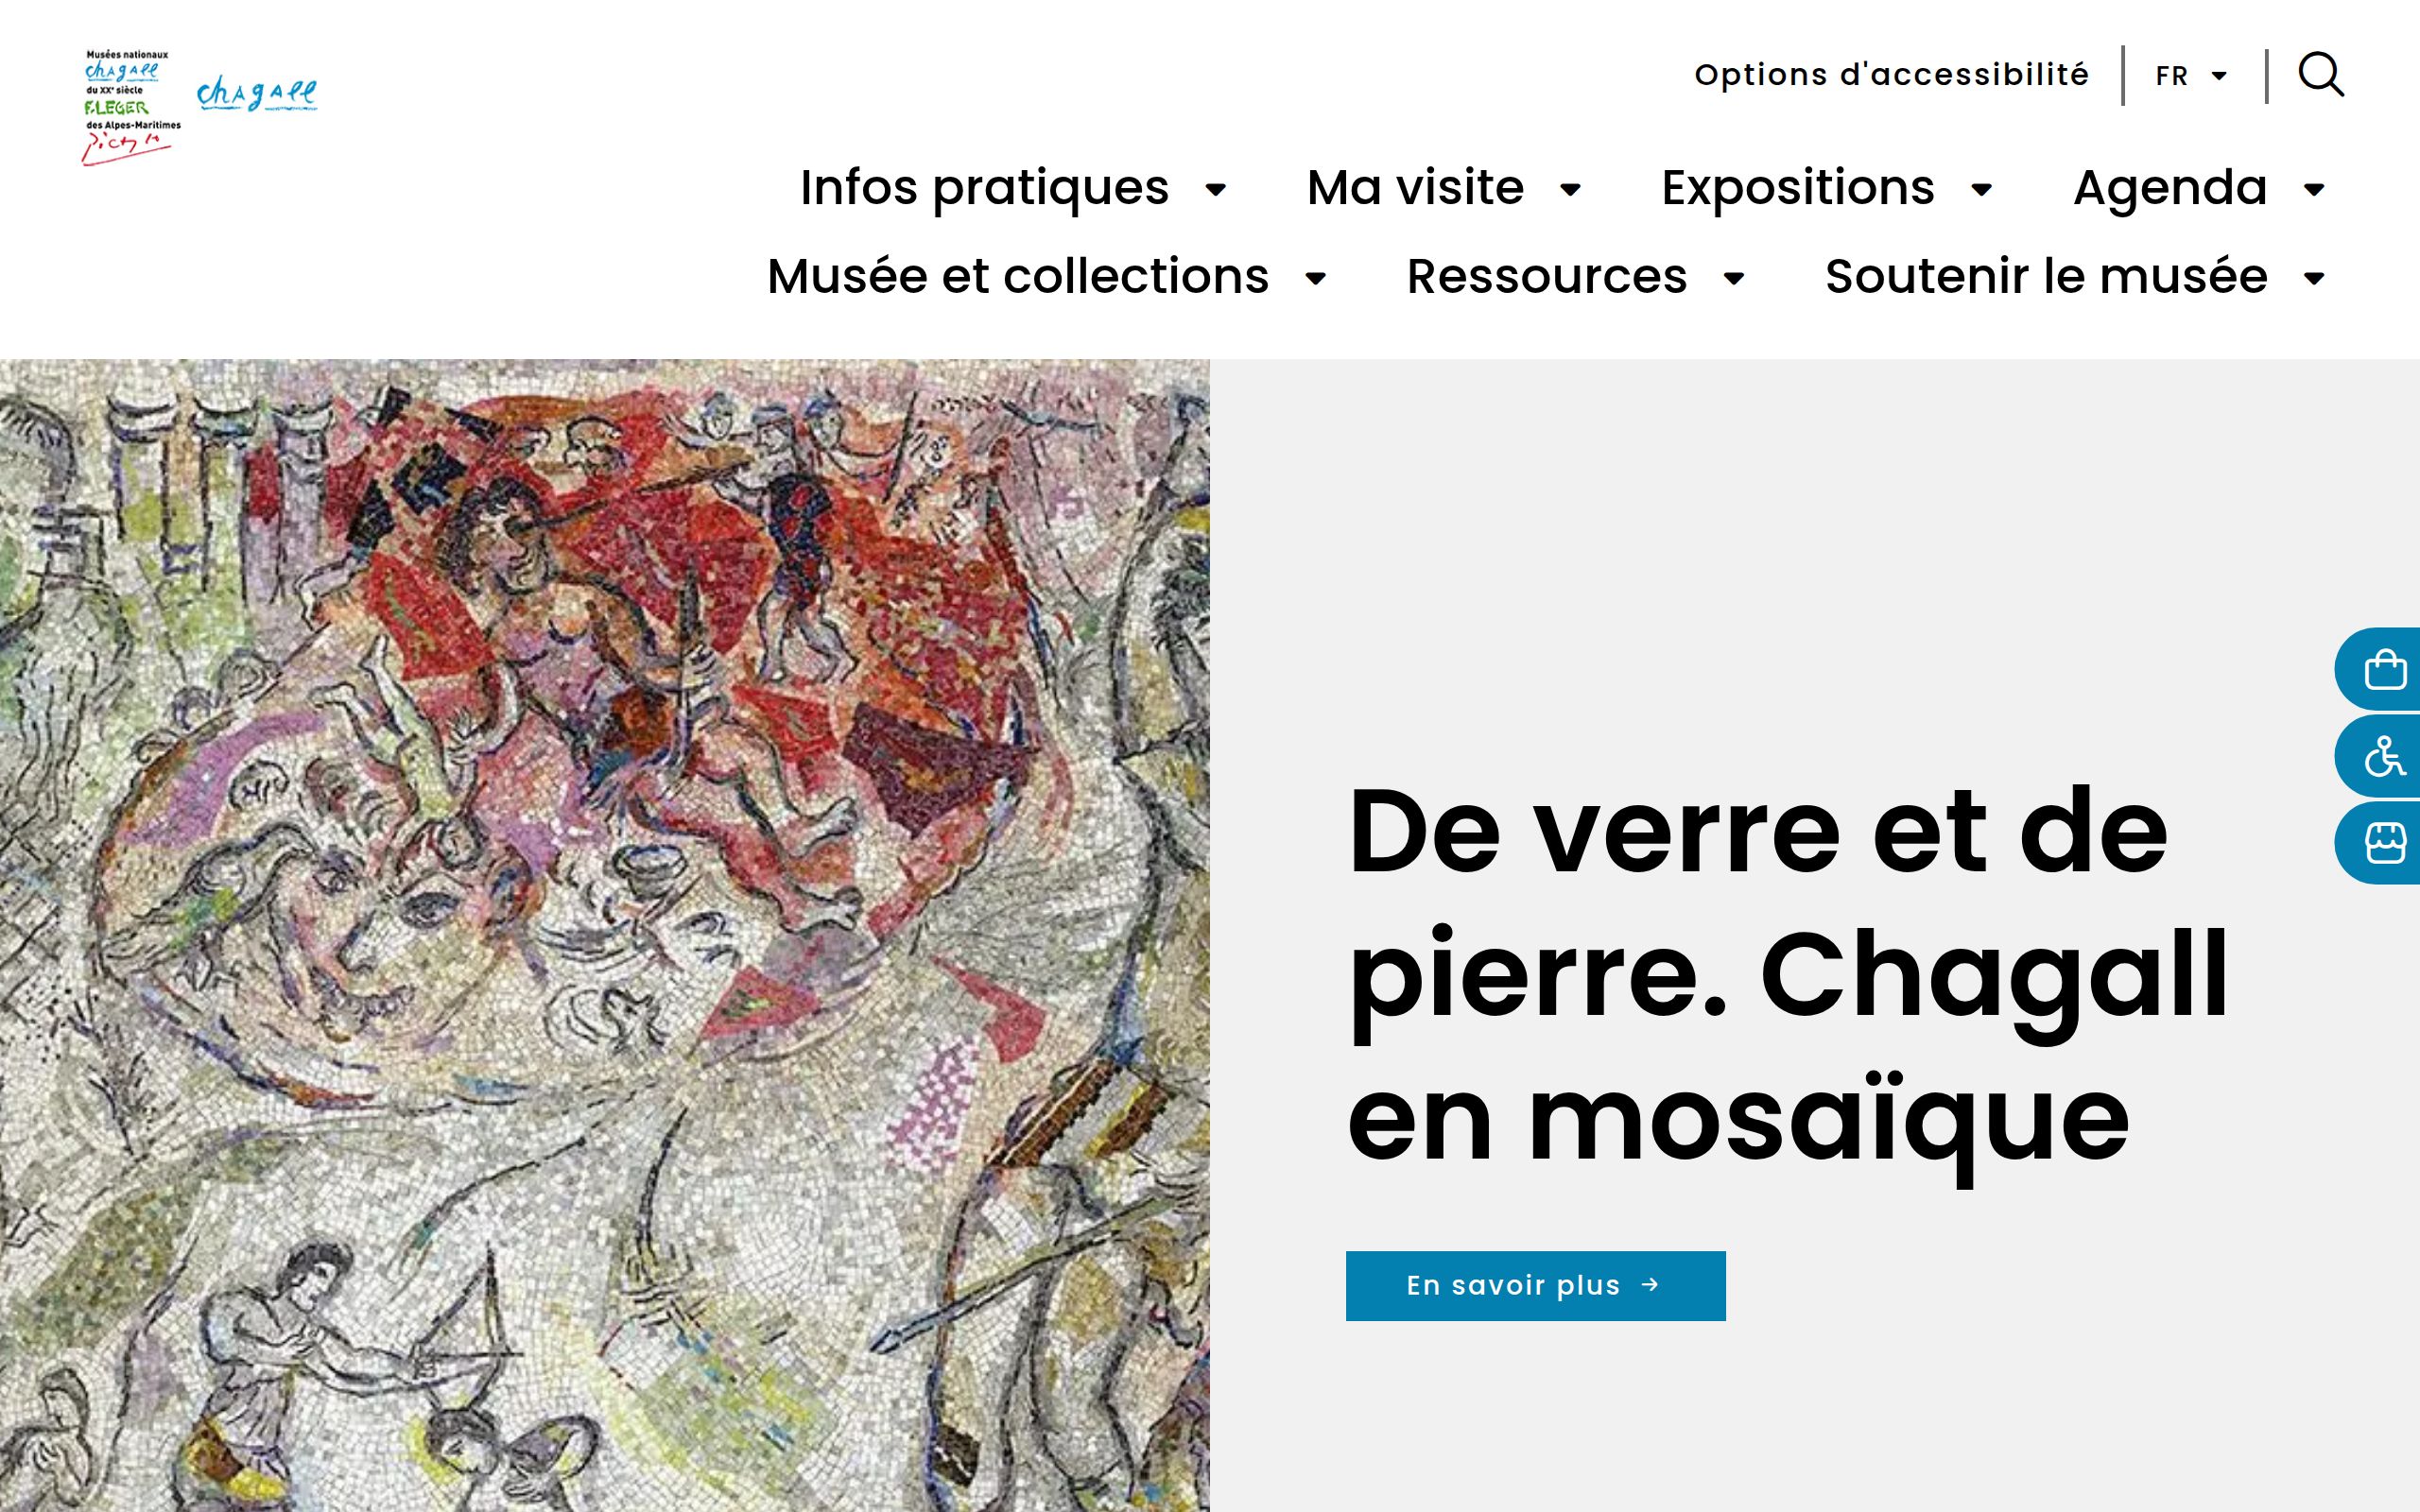 Musées nationaux
chagall
du XXe siècle
F.LEGER
des Alpes-Maritimes
Picasso
chagall
Options d'accessibilité
FR
Infos pratiques
Ma visite
Expositions
Agenda
Musée et collections
Ressources
Soutenir le musée
De verre et de
pierre. Chagall
en mosaïque
En savoir plus →